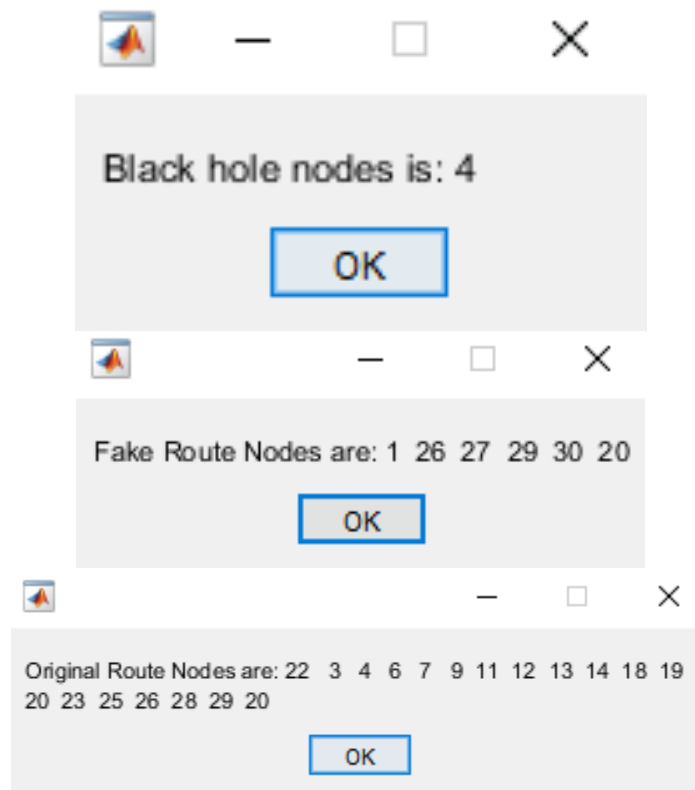 Black hole nodes is: 4
OK
Fake Route Nodes are: 1 26 27 29 30 20
OK
Original Route Nodes are: 22 3 4 6 7 9 11 12 13 14 18 19
20 23 25 26 28 29 20
OK